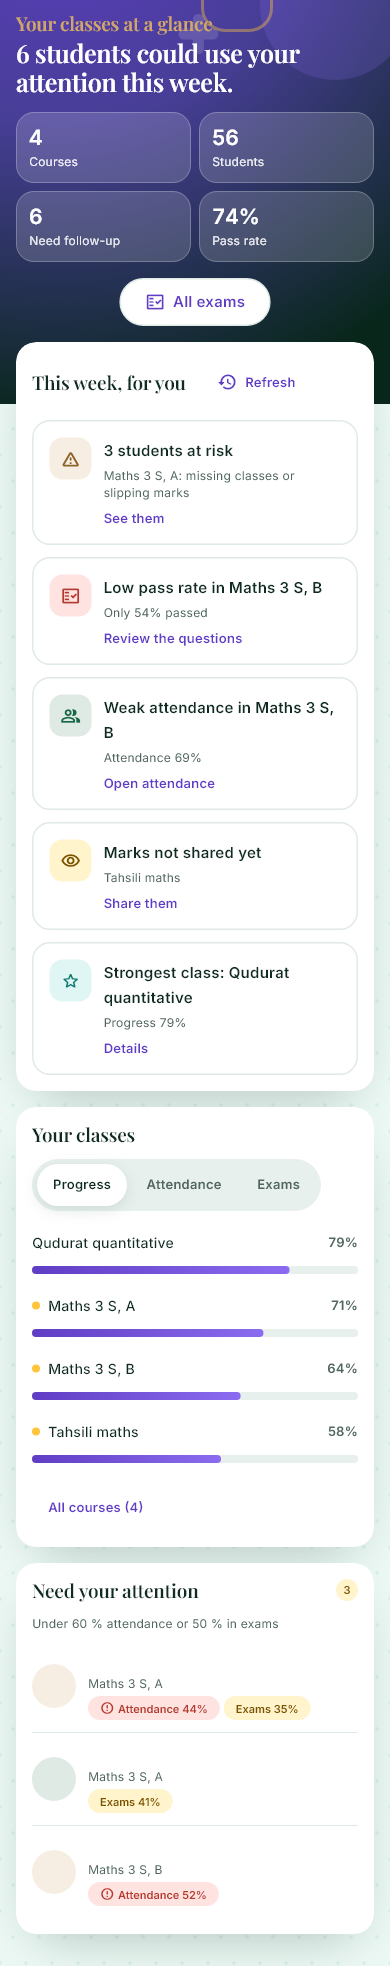 Your classes at a glance
6 students could use your
attention this week.
4
Courses
56
Students
6
Need follow-up
74%
Pass rate
All exams
This week, for you
Refresh
3 students at risk
Maths 3 S, A: missing classes or
slipping marks
See them
Low pass rate in Maths 3 S, B
Only 54% passed
Review the questions
Weak attendance in Maths 3 S,
B
Attendance 69%
Open attendance
Marks not shared yet
Tahsili maths
Share them
Strongest class: Qudurat
quantitative
Progress 79%
Details
Your classes
Progress
Attendance
Exams
Qudurat quantitative 79%
Maths 3 S, A 71%
Maths 3 S, B 64%
Tahsili maths 58%
All courses (4)
Need your attention 3
Under 60 % attendance or 50 % in exams
Maths 3 S, A
Attendance 44% Exams 35%
Maths 3 S, A
Exams 41%
Maths 3 S, B
Attendance 52%